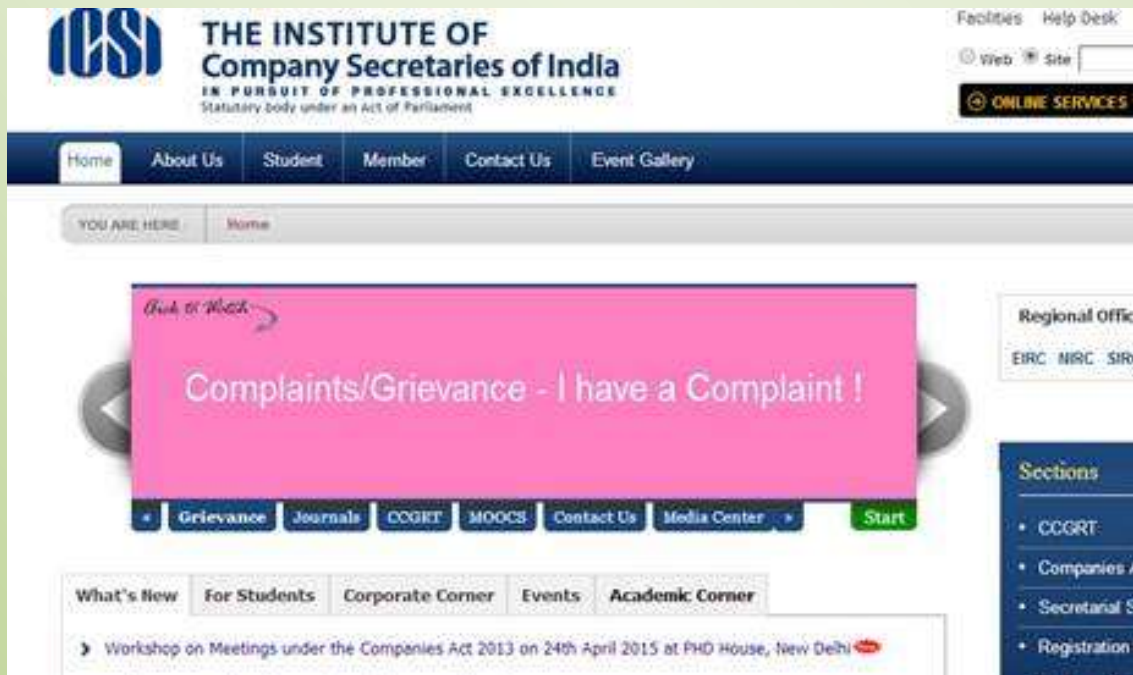 ICSI
THE INSTITUTE OF
Company Secretaries of India
IN PURSUIT OF PROFESSIONAL EXCELLENCE
Statutory body under an Act of Parliament
Facilities Help Desk
Web Site
ONLINE SERVICES
Home About Us Student Member Contact Us Event Gallery
YOU ARE HERE Home
Click to Watch
Complaints/Grievance - I have a Complaint !
« Grievance Journals CCGRT MOOCS Contact Us Media Center » Start
Regional Offic
EIRC NIRC SIR
Sections
• CCGRT
• Companies A
• Secretarial S
• Registration
What's New For Students Corporate Corner Events Academic Corner
Workshop on Meetings under the Companies Act 2013 on 24th April 2015 at PHD House, New Delhi